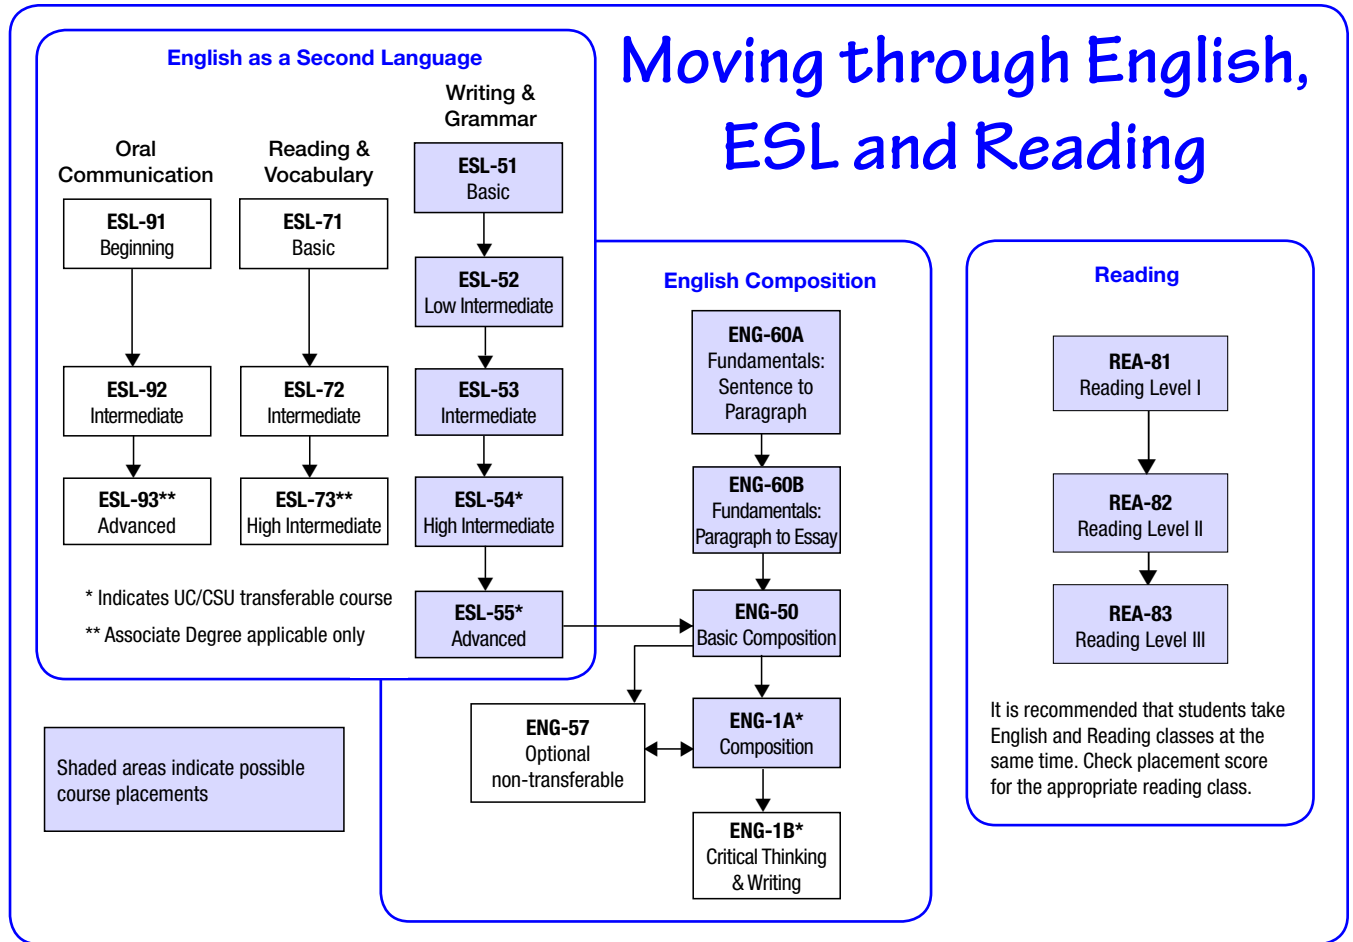 Moving through English,
ESL and Reading
English as a Second Language
Oral
Communication
ESL-91
Beginning
ESL-92
Intermediate
ESL-93**
Advanced
Reading &
Vocabulary
ESL-71
Basic
ESL-72
Intermediate
ESL-73**
High Intermediate
Writing &
Grammar
ESL-51
Basic
ESL-52
Low Intermediate
ESL-53
Intermediate
ESL-54*
High Intermediate
ESL-55*
Advanced
* Indicates UC/CSU transferable course
** Associate Degree applicable only
Shaded areas indicate possible
course placements
English Composition
ENG-60A
Fundamentals:
Sentence to
Paragraph
ENG-60B
Fundamentals:
Paragraph to Essay
ENG-50
Basic Composition
ENG-57
Optional
non-transferable
ENG-1A*
Composition
ENG-1B*
Critical Thinking
& Writing
Reading
REA-81
Reading Level I
REA-82
Reading Level II
REA-83
Reading Level III
It is recommended that students take
English and Reading classes at the
same time. Check placement score
for the appropriate reading class.